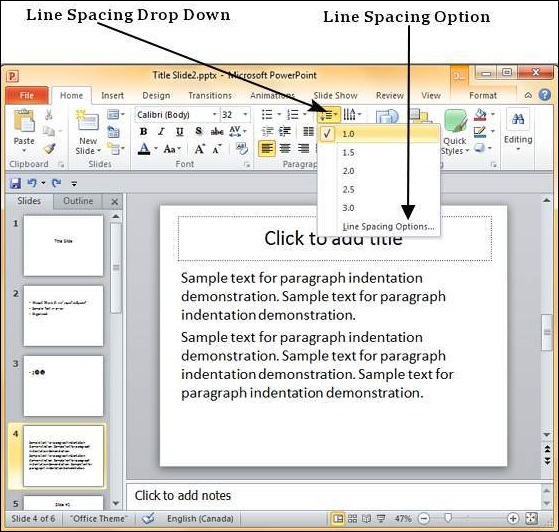 Line Spacing Drop Down
Line Spacing Option
Title Slide2.pptx - Microsoft PowerPoint
File Home Insert Design Transitions Animations Slide Show Review View Format
Calibri (Body) 32
Paste
New
Slide
B I U S abc AV
A Aa A A
Quick
Styles
Editing
Clipboard Slides Font Paragraph
1.0
1.5
2.0
2.5
3.0
Line Spacing Options...
Slides Outline
1
Title Slide
2
3
4
5
Slide #5
Click to add title
Sample text for paragraph indentation
demonstration. Sample text for paragraph
indentation demonstration.
Sample text for paragraph indentation
demonstration. Sample text for paragraph
indentation demonstration. Sample text for
paragraph indentation demonstration.
Click to add notes
Slide 4 of 6 "Office Theme" English (Canada) 47%